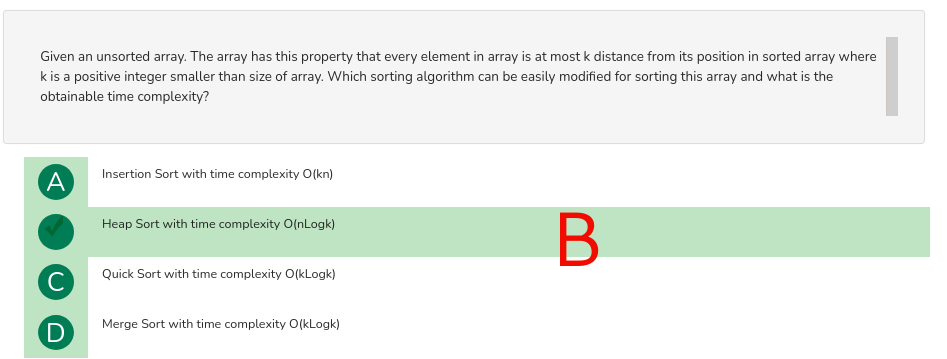 Given an unsorted array. The array has this property that every element in array is at most k distance from its position in sorted array where
k is a positive integer smaller than size of array. Which sorting algorithm can be easily modified for sorting this array and what is the
obtainable time complexity?
A Insertion Sort with time complexity O(kn)
Heap Sort with time complexity O(nLogk) B
C Quick Sort with time complexity O(kLogk)
D Merge Sort with time complexity O(kLogk)